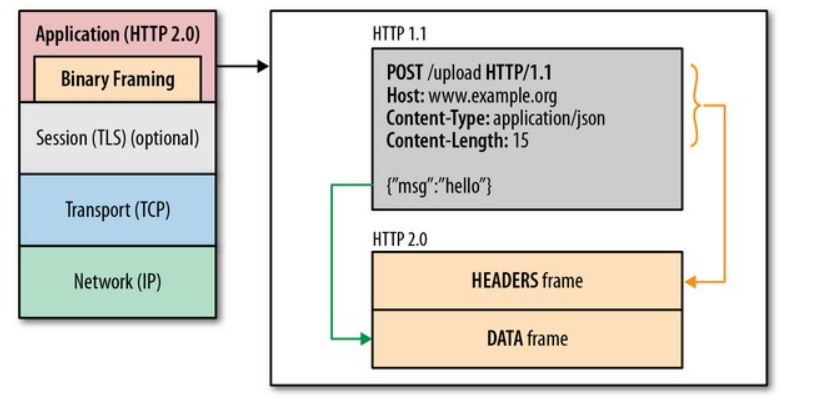 Application (HTTP 2.0)
Binary Framing
Session (TLS) (optional)
Transport (TCP)
Network (IP)
HTTP 1.1
POST /upload HTTP/1.1
Host: www.example.org
Content-Type: application/json
Content-Length: 15
{"msg":"hello"}
HTTP 2.0
HEADERS frame
DATA frame